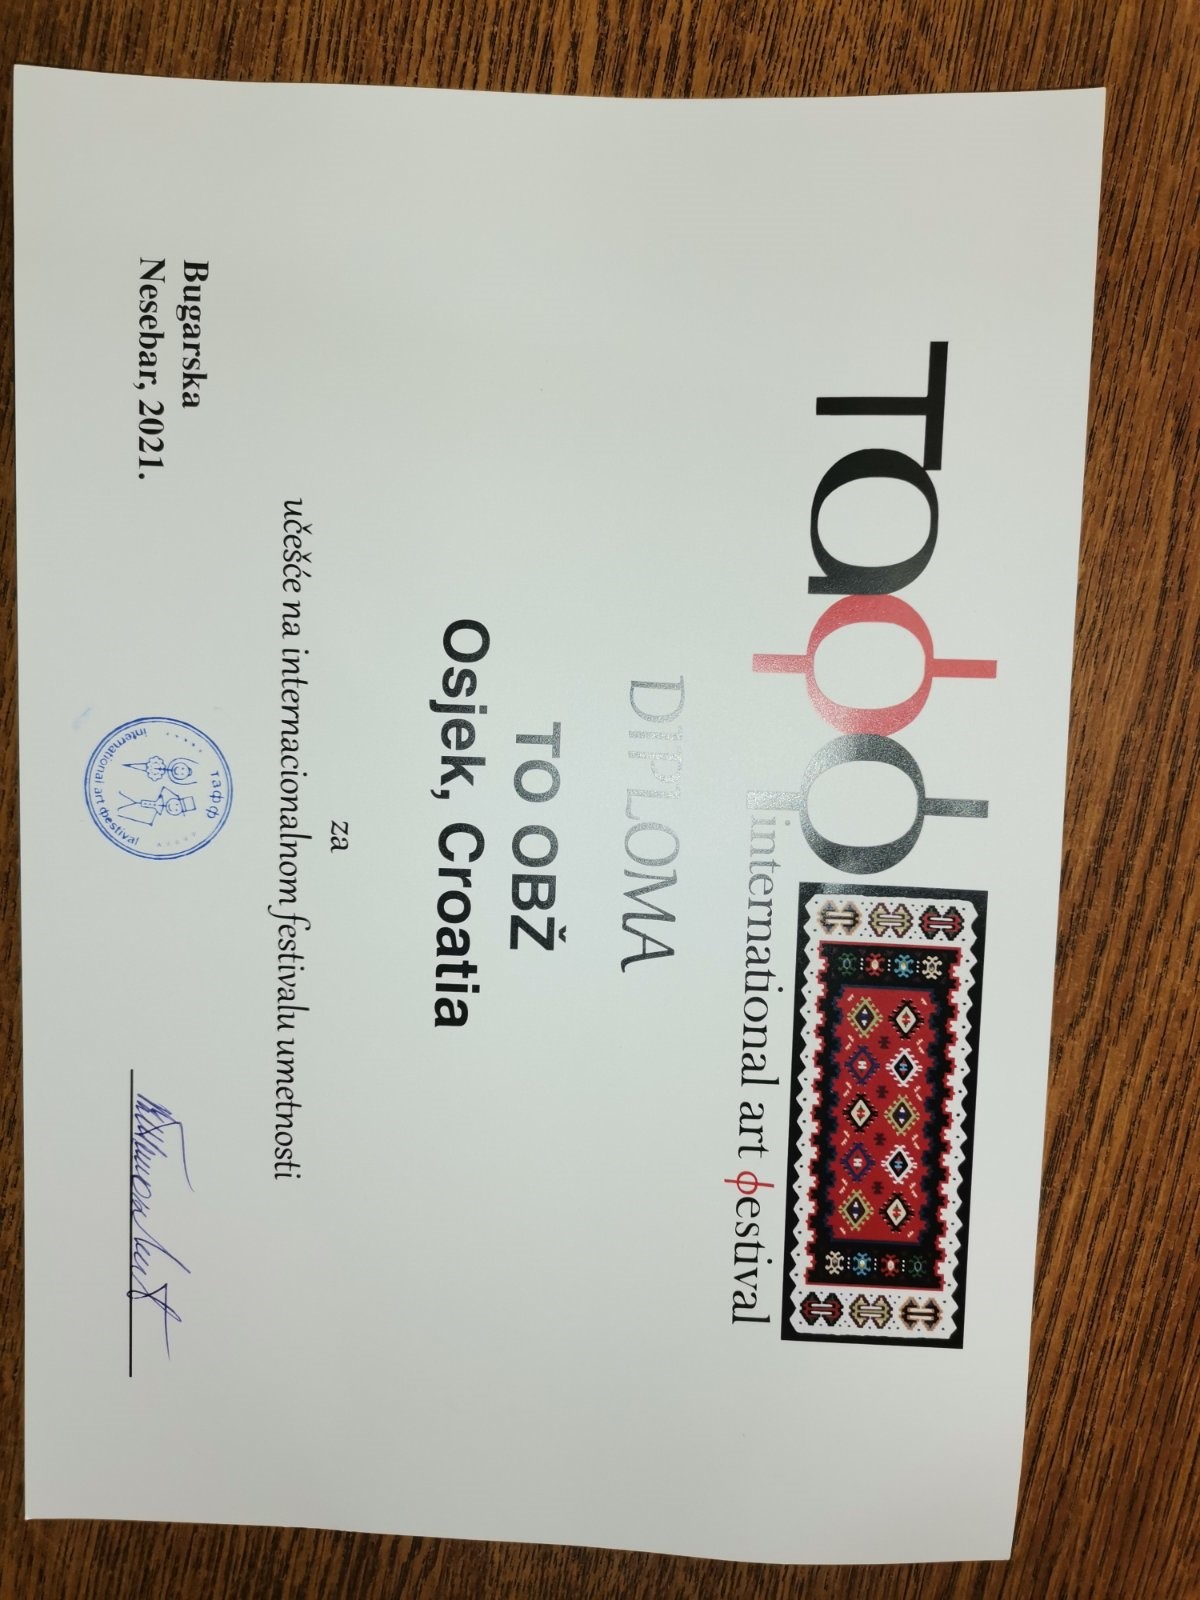 Тафф
international art фestival
DIPLOMA
TO OBŽ
Osjek, Croatia
za
učešće na internacionalnom festivalu umetnosti
Bugarska
Nesebar, 2021.
тафф
international art фestival